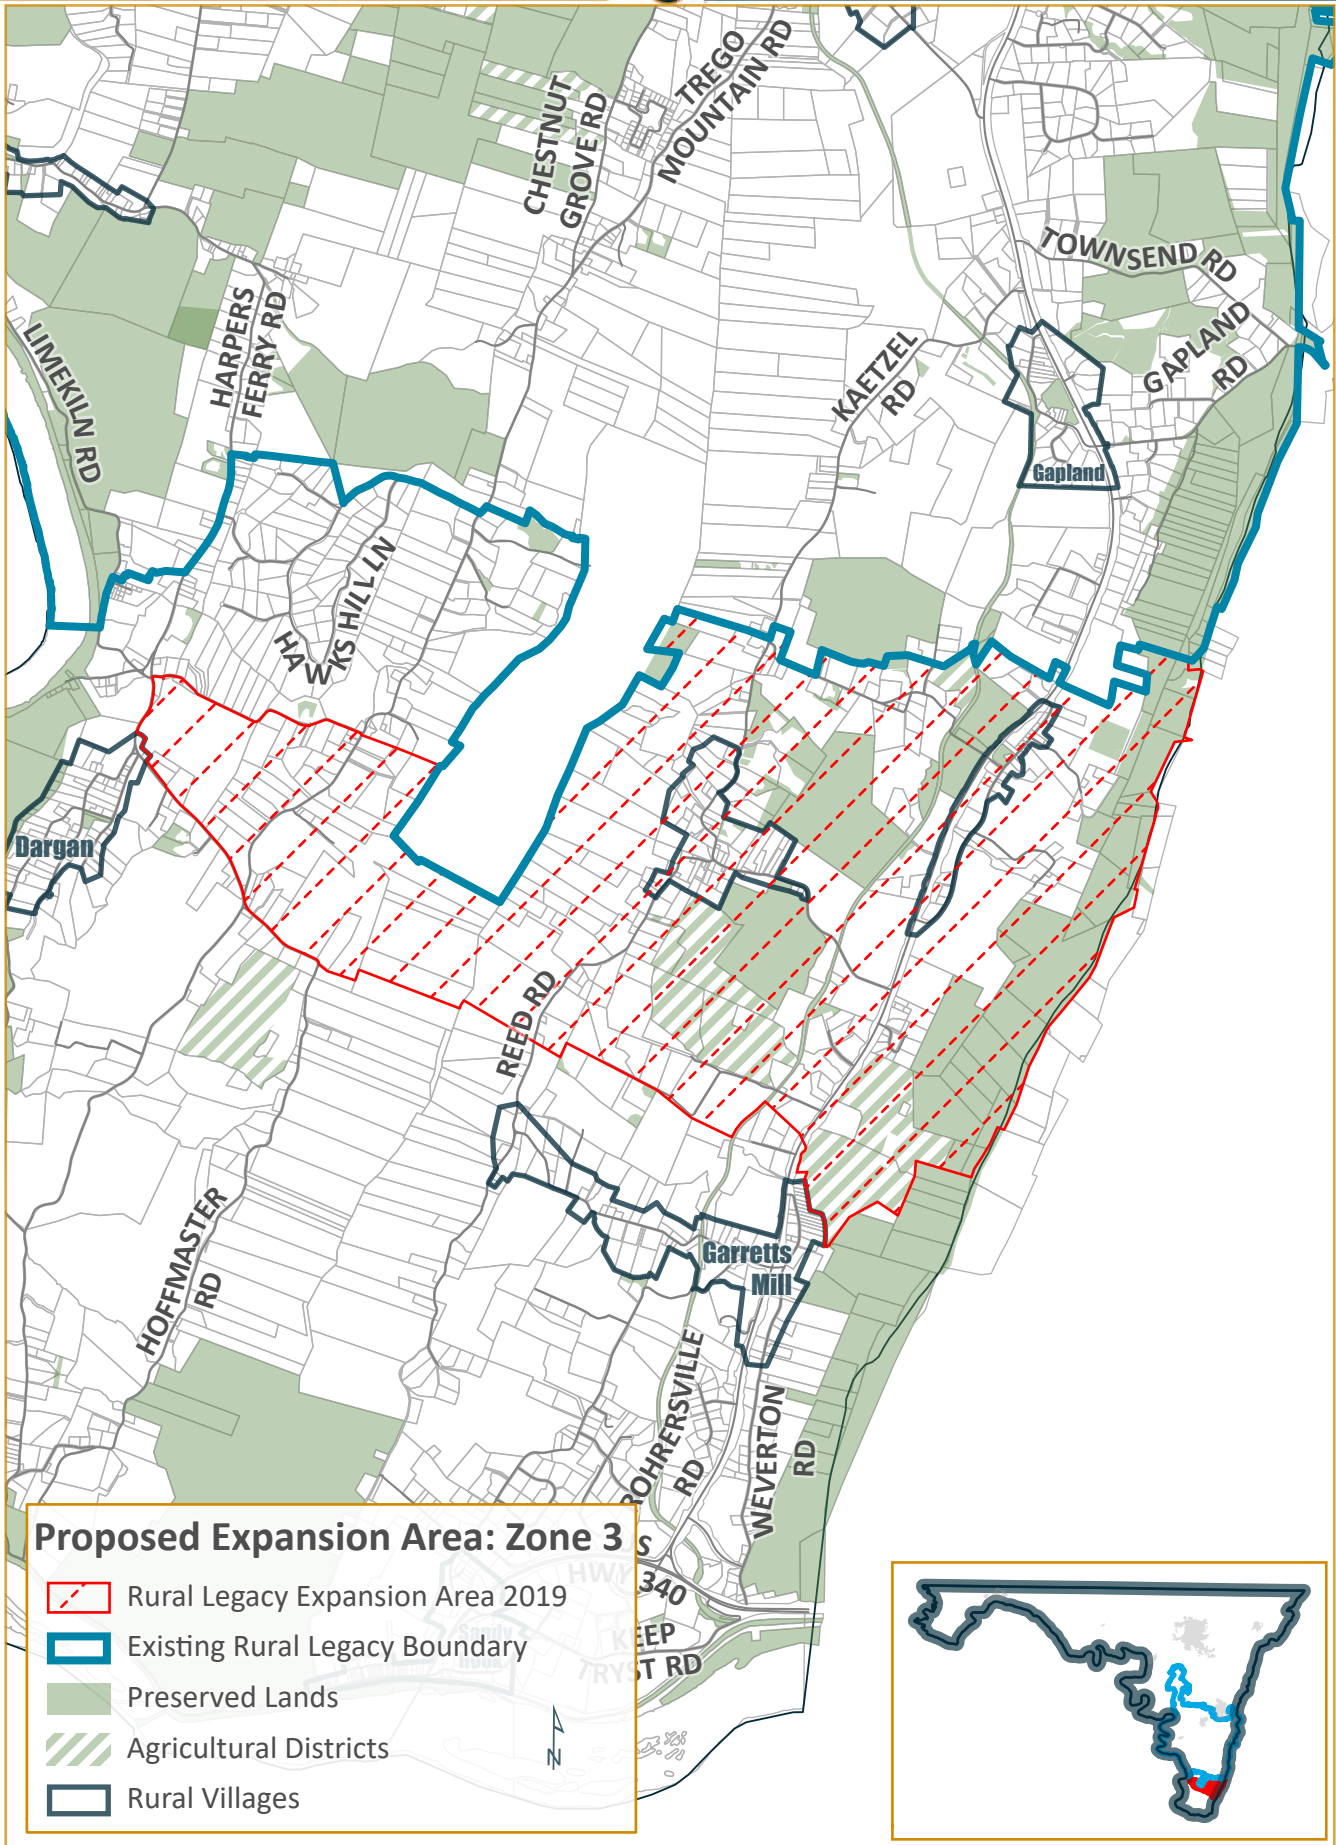 CHESTNUT
GROVE RD
TREGO
MOUNTAIN RD
TOWNSEND RD
GAPLAND
RD
HARPERS
FERRY RD
LIMEKILN RD
KAETZEL
RD
Gapland
HAWKS HILL LN
Dargan
REED RD
HOFFMASTER
RD
Garretts
Mill
ROHRERSVILLE
RD
WEVERTON
RD
US
HWY 340
KEEP
TRYST RD
Sandy
Hook
Proposed Expansion Area: Zone 3
Rural Legacy Expansion Area 2019
Existing Rural Legacy Boundary
Preserved Lands
Agricultural Districts
Rural Villages
N